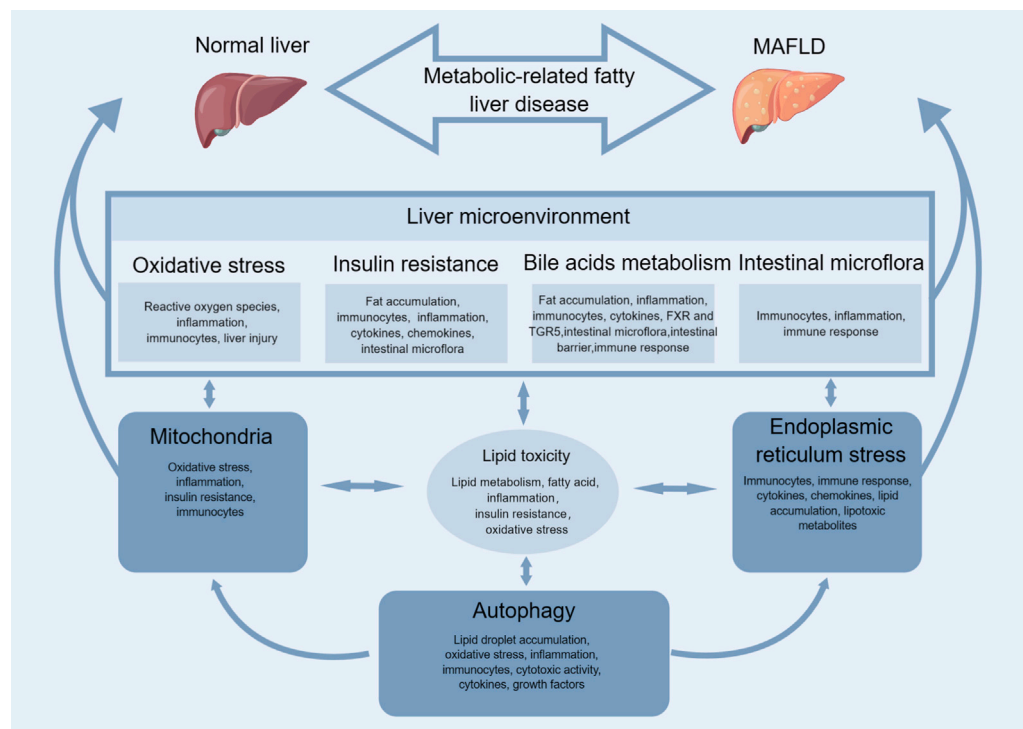 Normal liver
MAFLD
Metabolic-related fatty
liver disease
Liver microenvironment
Oxidative stress
Reactive oxygen species,
inflammation,
immunocytes, liver injury
Insulin resistance
Fat accumulation,
immunocytes, inflammation,
cytokines, chemokines,
intestinal microflora
Bile acids metabolism
Fat accumulation, inflammation,
immunocytes, cytokines, FXR and
TGR5,intestinal microflora,intestinal
barrier,immune response
Intestinal microflora
Immunocytes, inflammation,
immune response
Mitochondria
Oxidative stress,
inflammation,
insulin resistance,
immunocytes
Lipid toxicity
Lipid metabolism, fatty acid,
inflammation,
insulin resistance,
oxidative stress
Endoplasmic
reticulum stress
Immunocytes, immune response,
cytokines, chemokines, lipid
accumulation, lipotoxic
metabolites
Autophagy
Lipid droplet accumulation,
oxidative stress, inflammation,
immunocytes, cytotoxic activity,
cytokines, growth factors